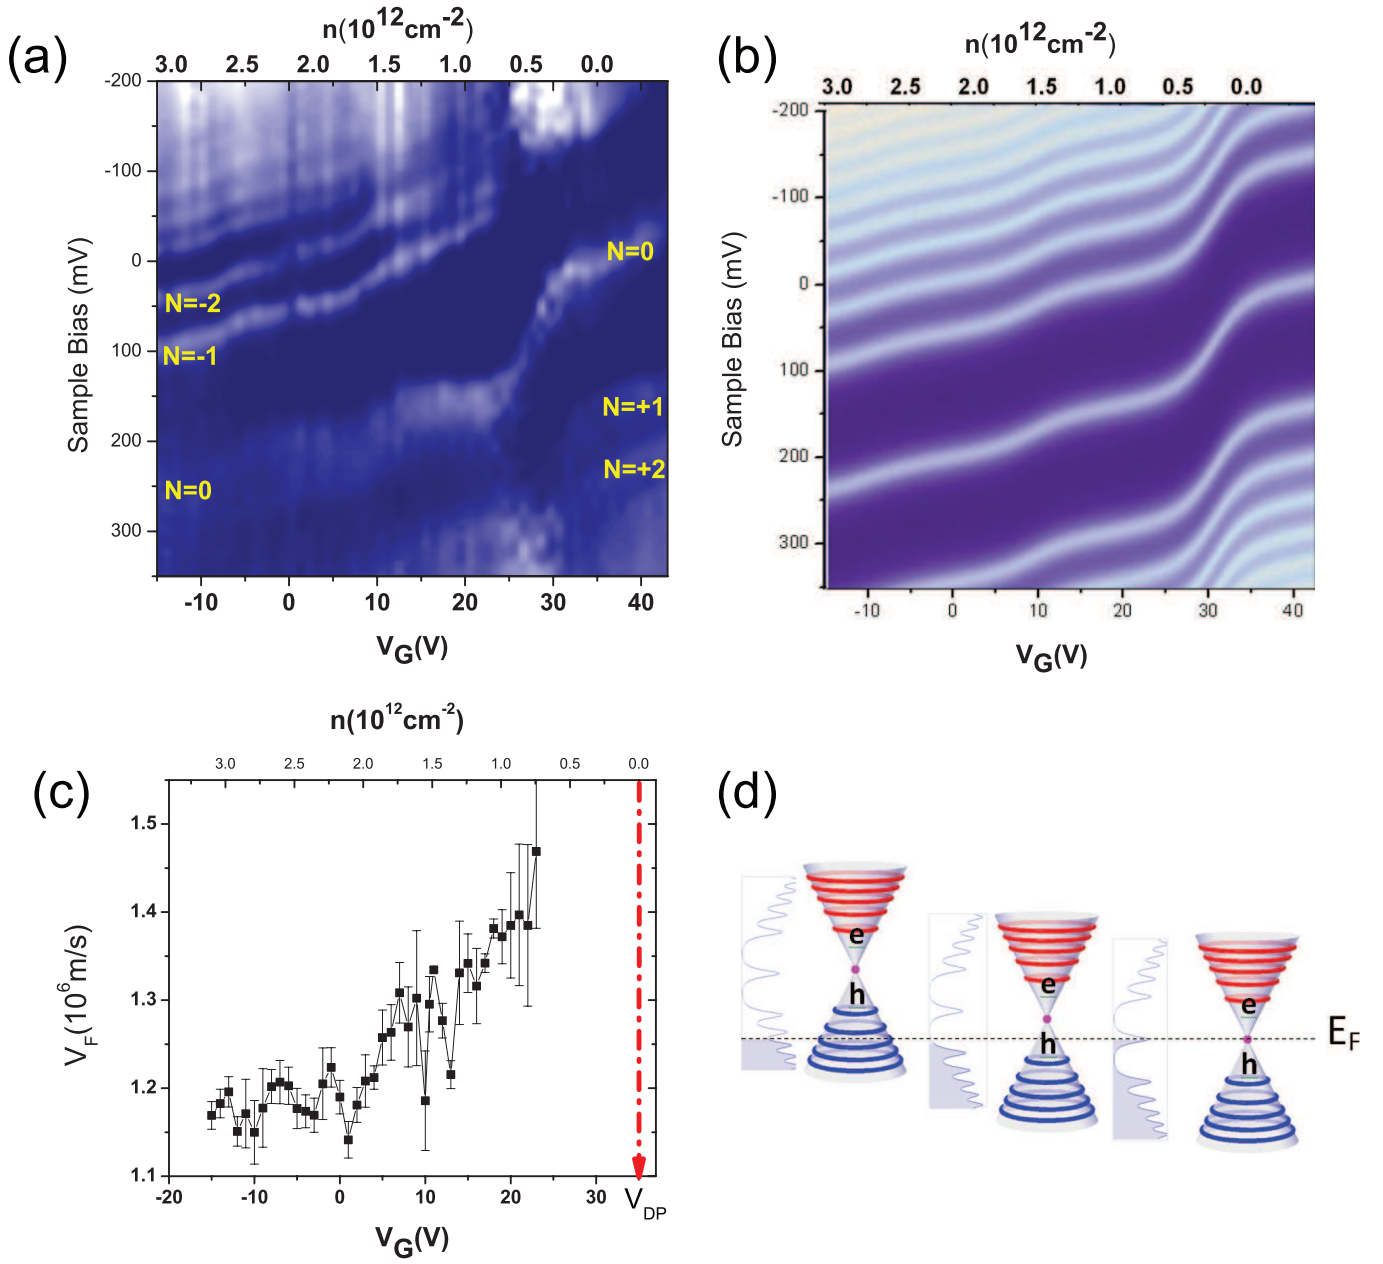 (a)
n(10^12cm^-2)
3.0 2.5 2.0 1.5 1.0 0.5 0.0
-200
-100
0
100
200
300
Sample Bias (mV)
N=-2
N=-1
N=0
N=0
N=+1
N=+2
-10 0 10 20 30 40
V_G(V)
(b)
n(10^12cm^-2)
3.0 2.5 2.0 1.5 1.0 0.5 0.0
-200
-100
0
100
200
300
Sample Bias (mV)
-10 0 10 20 30 40
V_G(V)
(c)
n(10^12cm^-2)
3.0 2.5 2.0 1.5 1.0 0.5 0.0
1.5
1.4
1.3
1.2
1.1
V_F(10^6m/s)
-20 -10 0 10 20 30 V_DP
V_G(V)
(d)
e
h
e
h
e
h
E_F